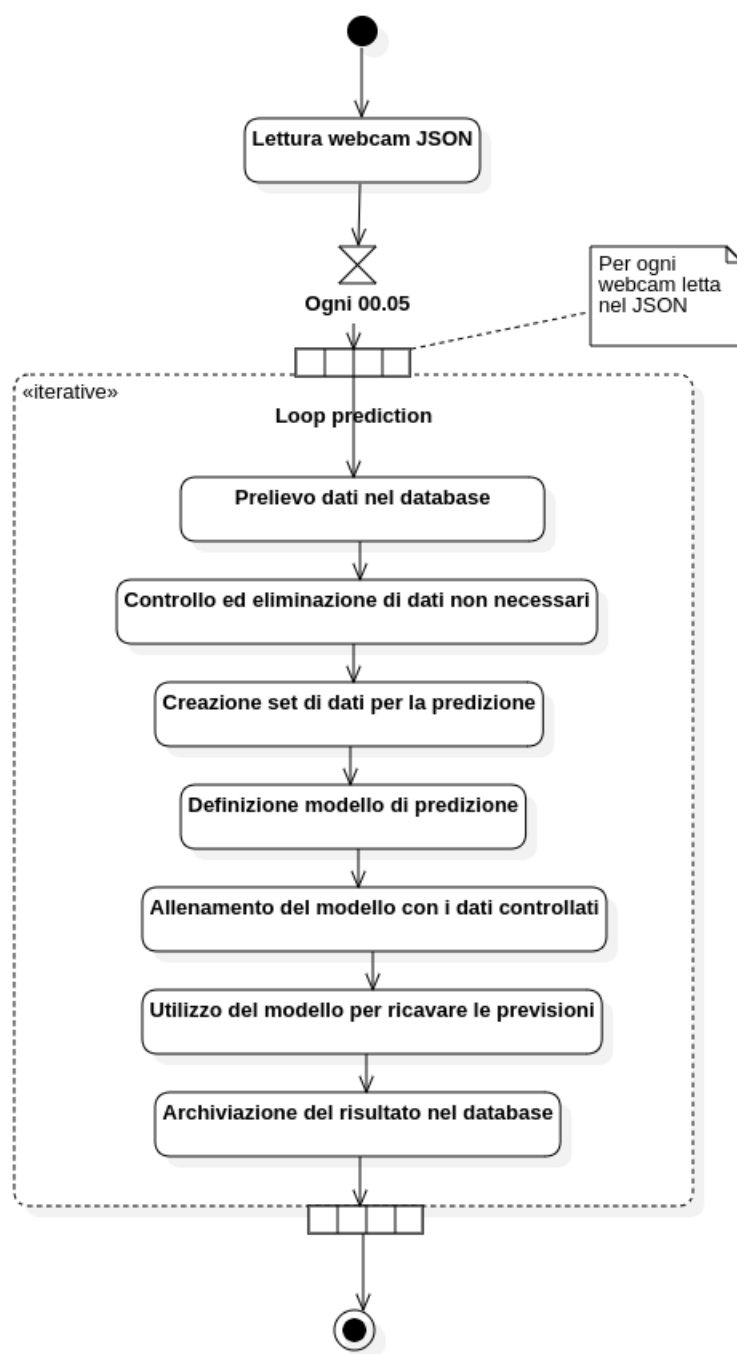 Lettura webcam JSON
Ogni 00.05
Per ogni
webcam letta
nel JSON
«iterative»
Loop prediction
Prelievo dati nel database
Controllo ed eliminazione di dati non necessari
Creazione set di dati per la predizione
Definizione modello di predizione
Allenamento del modello con i dati controllati
Utilizzo del modello per ricavare le previsioni
Archiviazione del risultato nel database